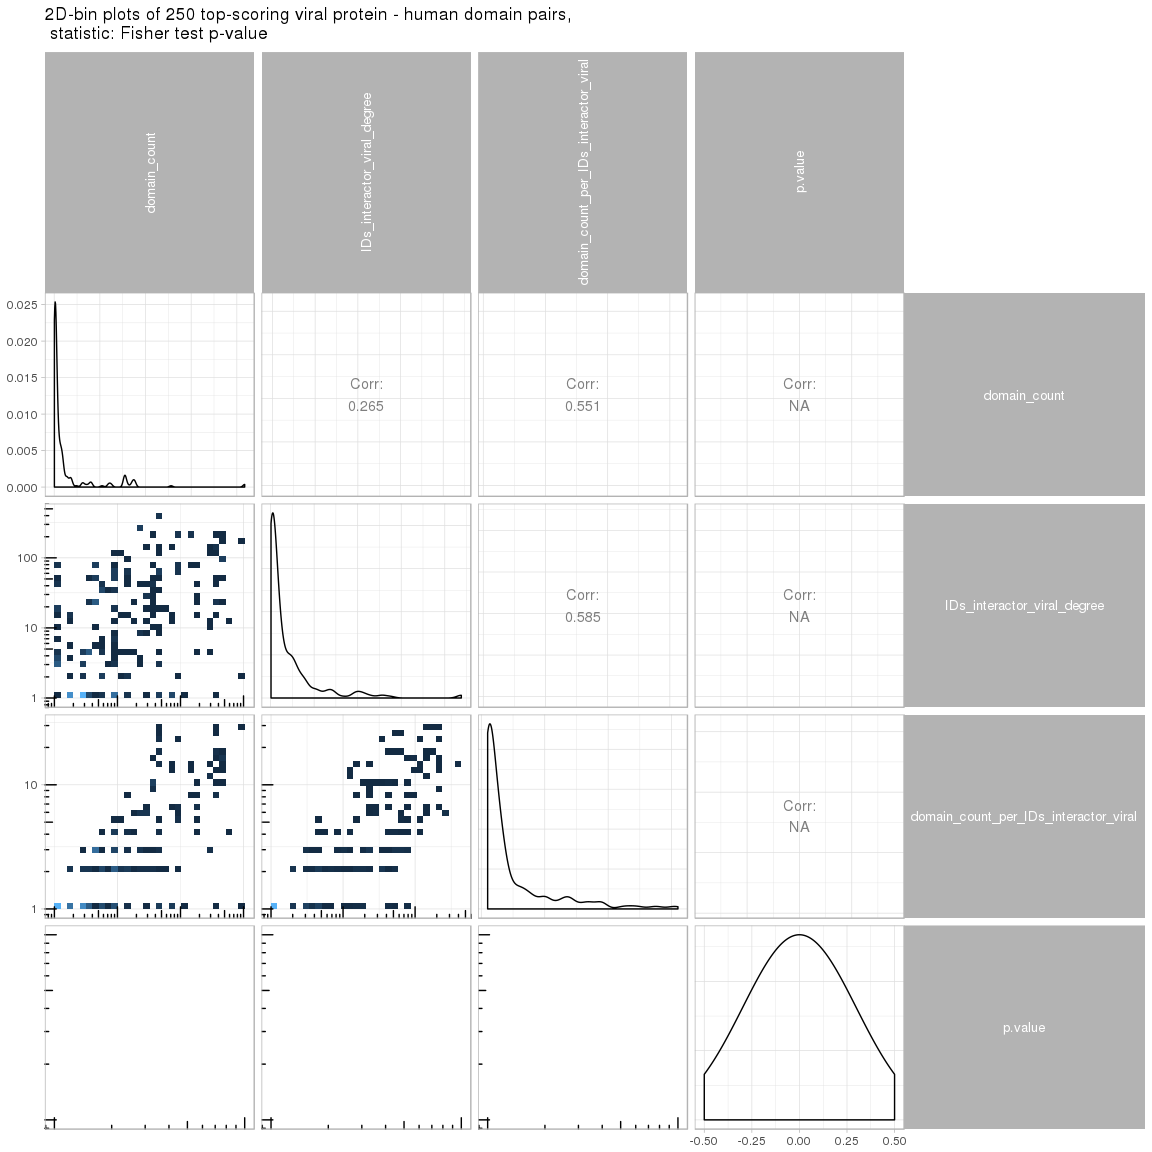 2D-bin plots of 250 top-scoring viral protein - human domain pairs,
statistic: Fisher test p-value
domain_count
IDs_interactor_viral_degree
domain_count_per_IDs_interactor_viral
p.value
0.025
0.020
0.015
0.010
0.005
0.000
Corr:
0.265
Corr:
0.551
Corr:
NA
domain_count
100
10
1
Corr:
0.585
Corr:
NA
IDs_interactor_viral_degree
10
1
Corr:
NA
domain_count_per_IDs_interactor_viral
p.value
-0.50
-0.25
0.00
0.25
0.50